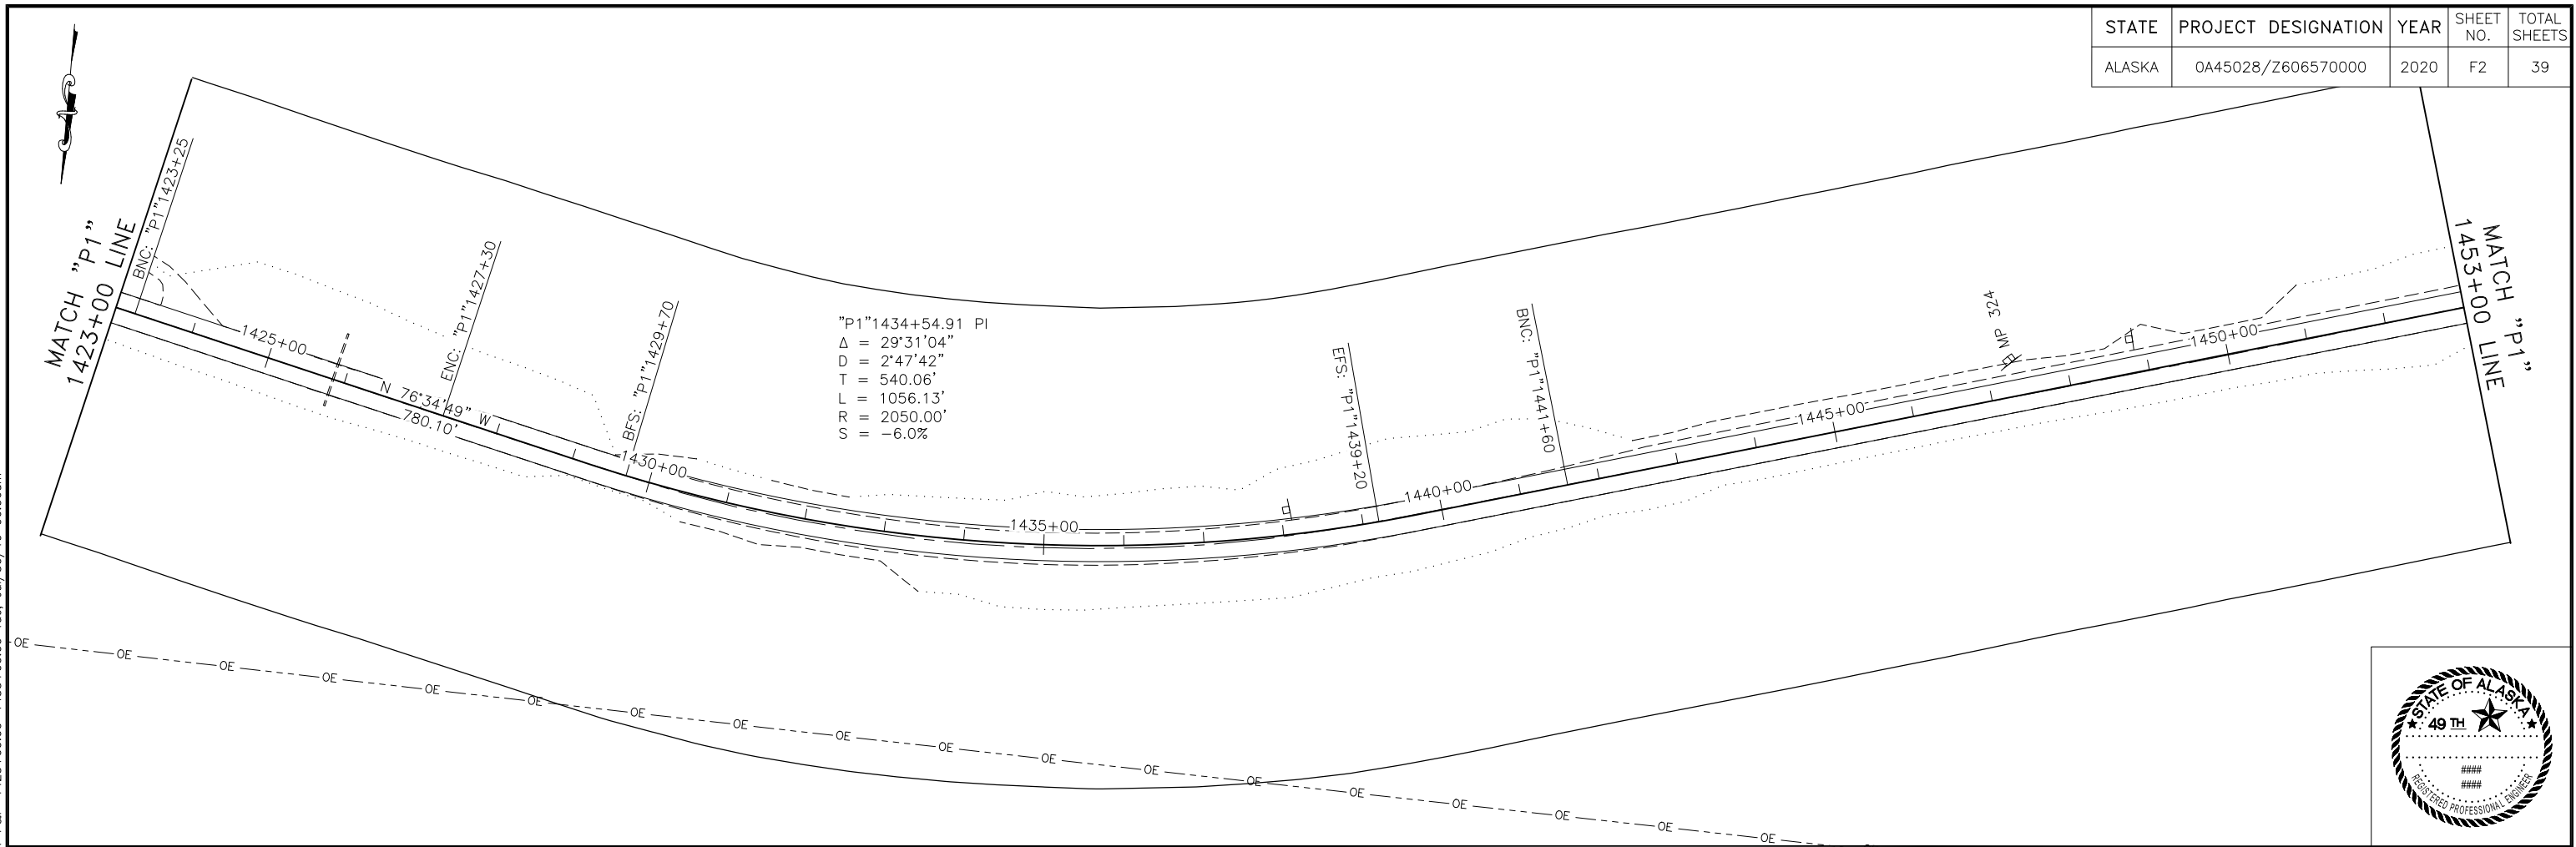 STATE PROJECT DESIGNATION YEAR SHEET NO. TOTAL SHEETS
ALASKA 0A45028/Z606570000 2020 F2 39
MATCH "P1"
1423+00 LINE
BNC: "P1"1423+25
1425+00
N 76°34'49" W
780.10'
ENC: "P1"1427+30
BFS: "P1"1429+70
1430+00
"P1"1434+54.91 PI
Δ = 29°31'04"
D = 2°47'42"
T = 540.06'
L = 1056.13'
R = 2050.00'
S = -6.0%
1435+00
EFS: "P1"1439+20
1440+00
BNC: "P1"1441+60
1445+00
MP 324
1450+00
MATCH "P1"
1453+00 LINE
OE OE OE OE OE OE OE OE OE OE OE OE OE OE OE OE OE OE
STATE OF ALASKA
49 TH
####
####
REGISTERED PROFESSIONAL ENGINEER